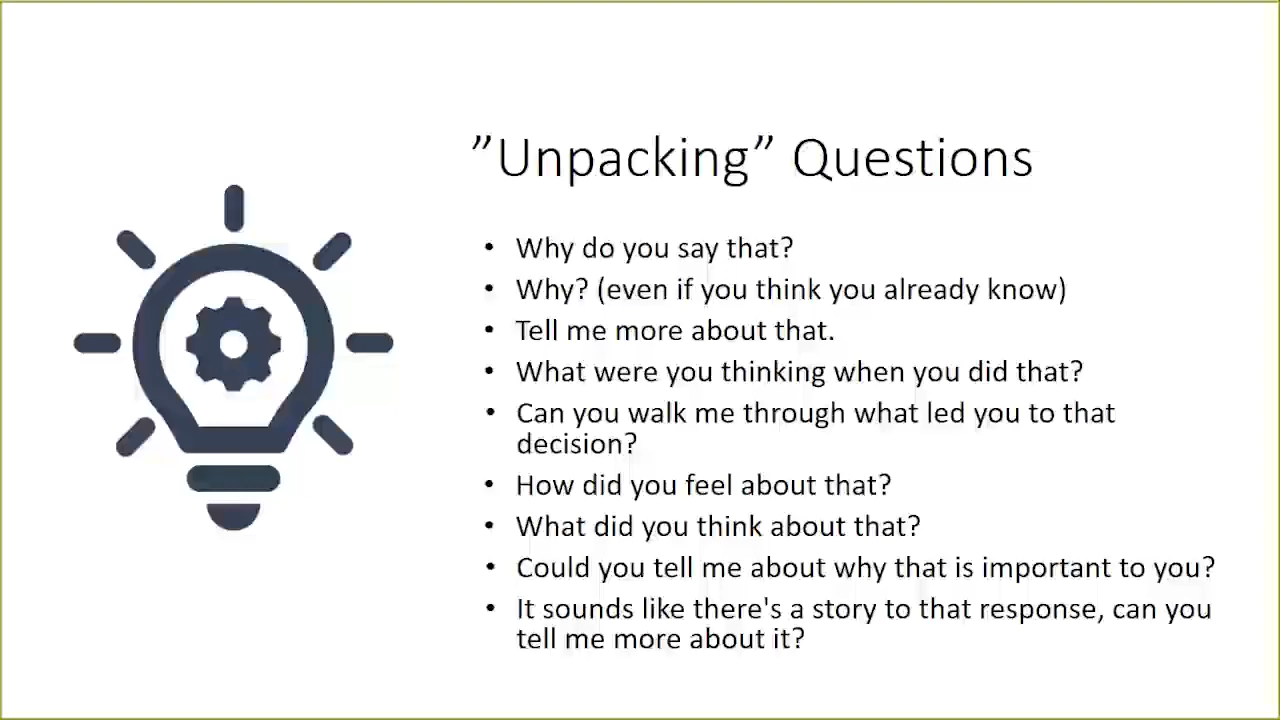 ”Unpacking” Questions
• Why do you say that?
• Why? (even if you think you already know)
• Tell me more about that.
• What were you thinking when you did that?
• Can you walk me through what led you to that
decision?
• How did you feel about that?
• What did you think about that?
• Could you tell me about why that is important to you?
• It sounds like there's a story to that response, can you
tell me more about it?